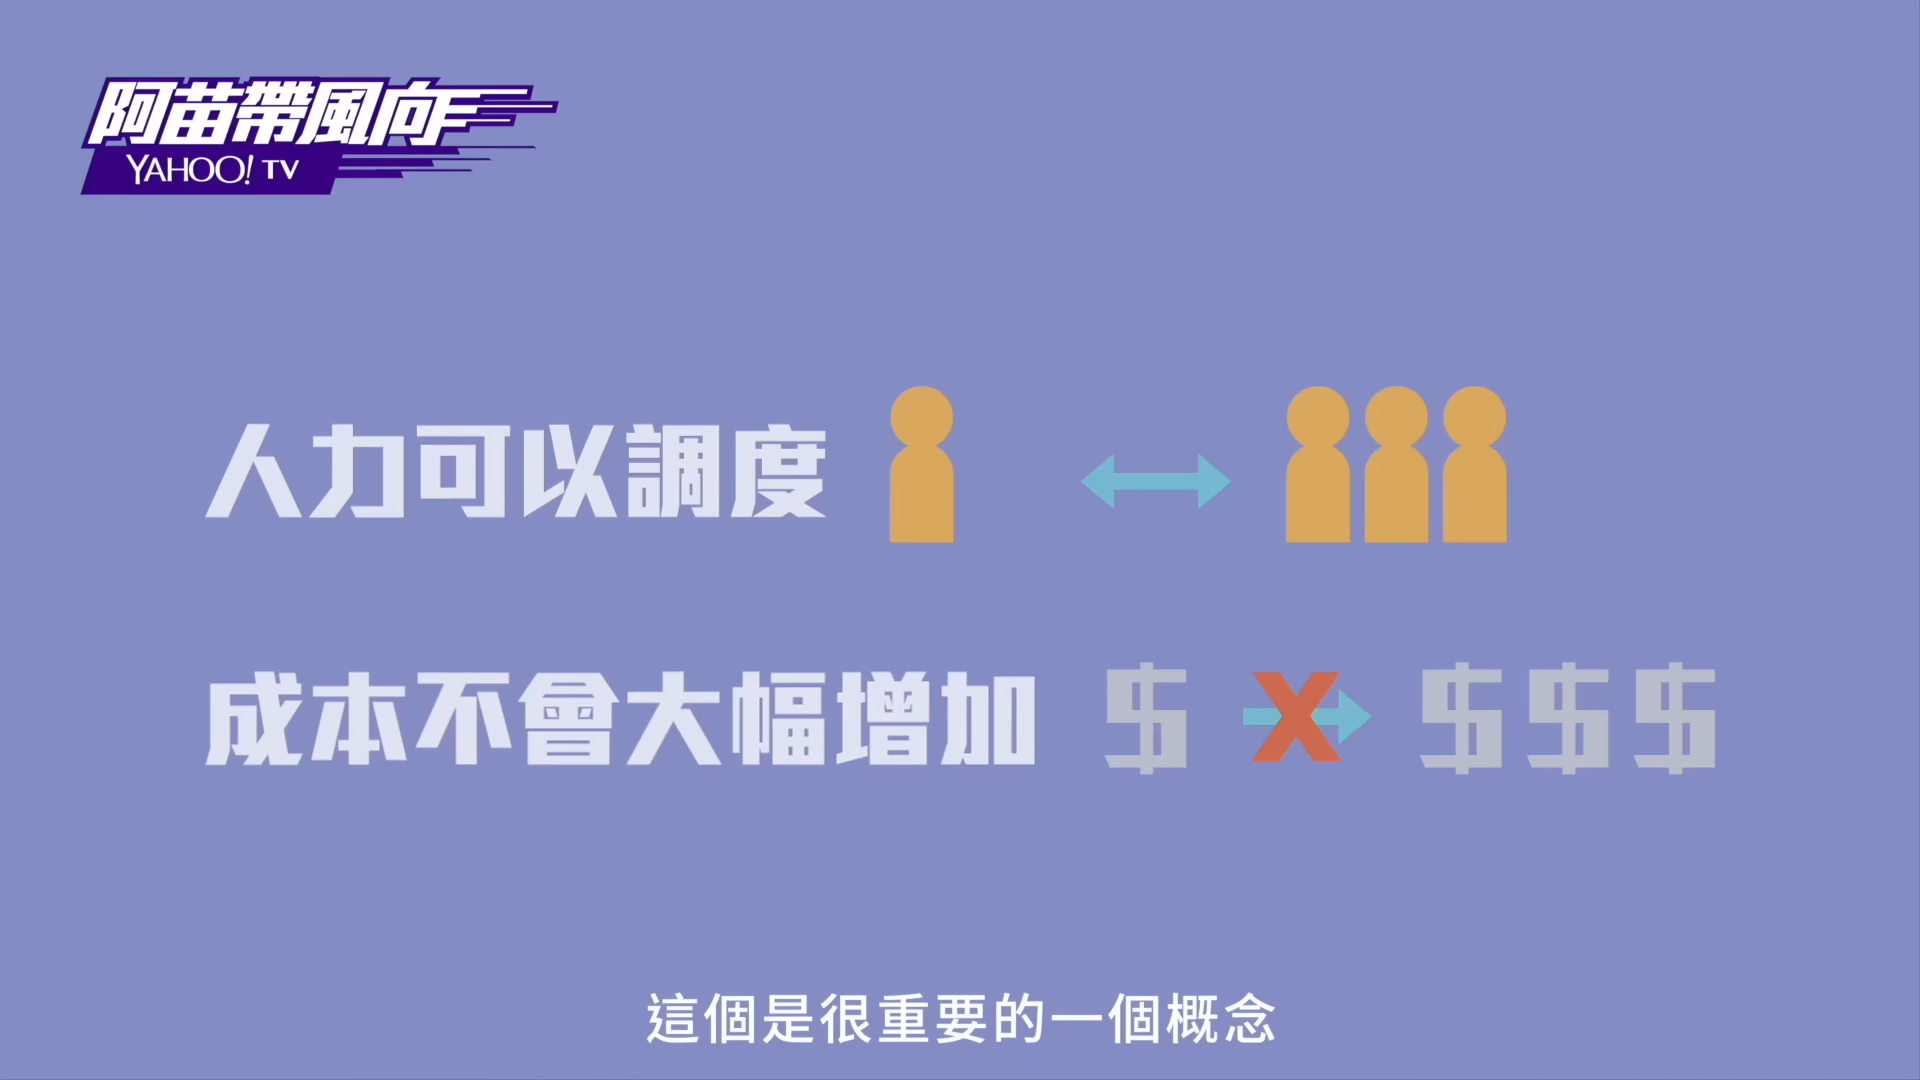 阿苗帶風向
YAHOO! TV
人力可以調度
成本不會大幅增加 $ X $ $ $
這個是很重要的一個概念